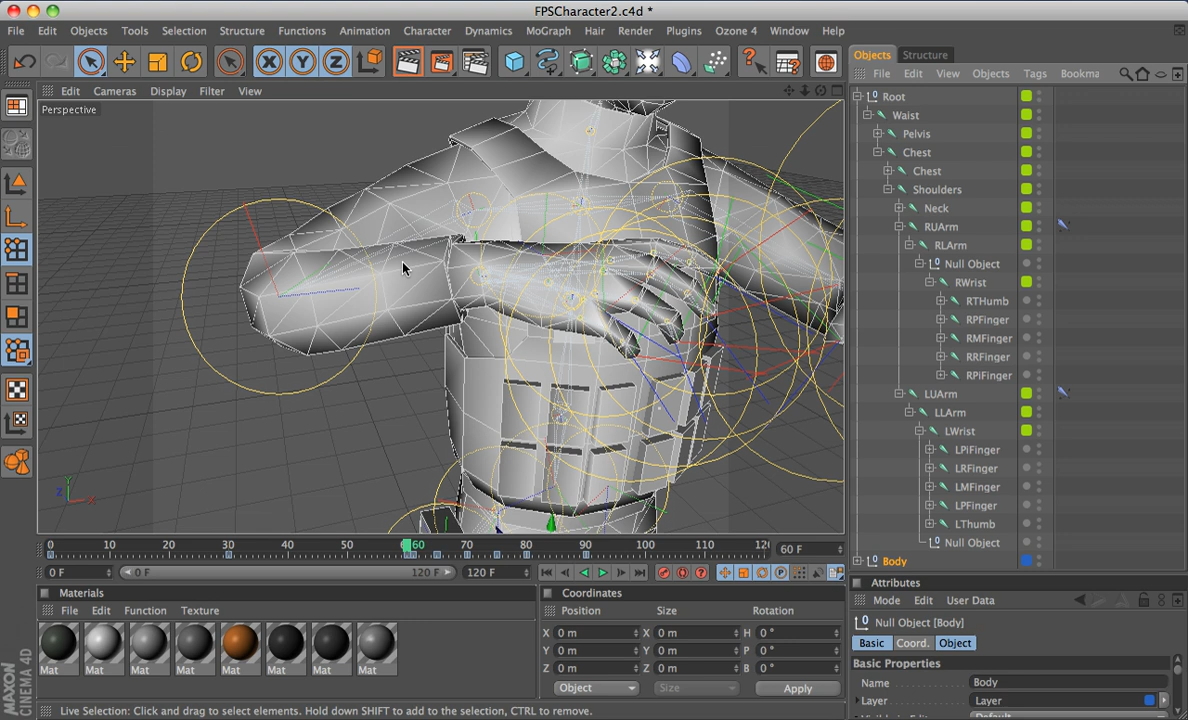 FPSCharacter2.c4d *
File Edit Objects Tools Selection Structure Functions Animation Character Dynamics MoGraph Hair Render Plugins Ozone 4 Window Help
X Y Z
Edit Cameras Display Filter View
Perspective
Y
Z X
0 10 20 30 40 50 60 70 80 90 100 110 12
60 F
0 F
0 F 120 F
120 F
Materials
File Edit Function Texture
Mat Mat Mat Mat Mat Mat Mat Mat
Coordinates
Position Size Rotation
X 0 m X 0 m H 0 °
Y 0 m Y 0 m P 0 °
Z 0 m Z 0 m B 0 °
Object Size Apply
MAXON
CINEMA 4D
Live Selection: Click and drag to select elements. Hold down SHIFT to add to the selection, CTRL to remove.
Objects Structure
File Edit View Objects Tags Bookma
Root
Waist
Pelvis
Chest
Chest
Shoulders
Neck
RUArm
RLArm
Null Object
RWrist
RThumb
RPFinger
RMFinger
RRFinger
RPiFinger
LUArm
LLArm
LWrist
LPiFinger
LRFinger
LMFinger
LPFinger
LThumb
Null Object
Body
Attributes
Mode Edit User Data
Null Object [Body]
Basic Coord. Object
Basic Properties
Name Body
Layer Layer